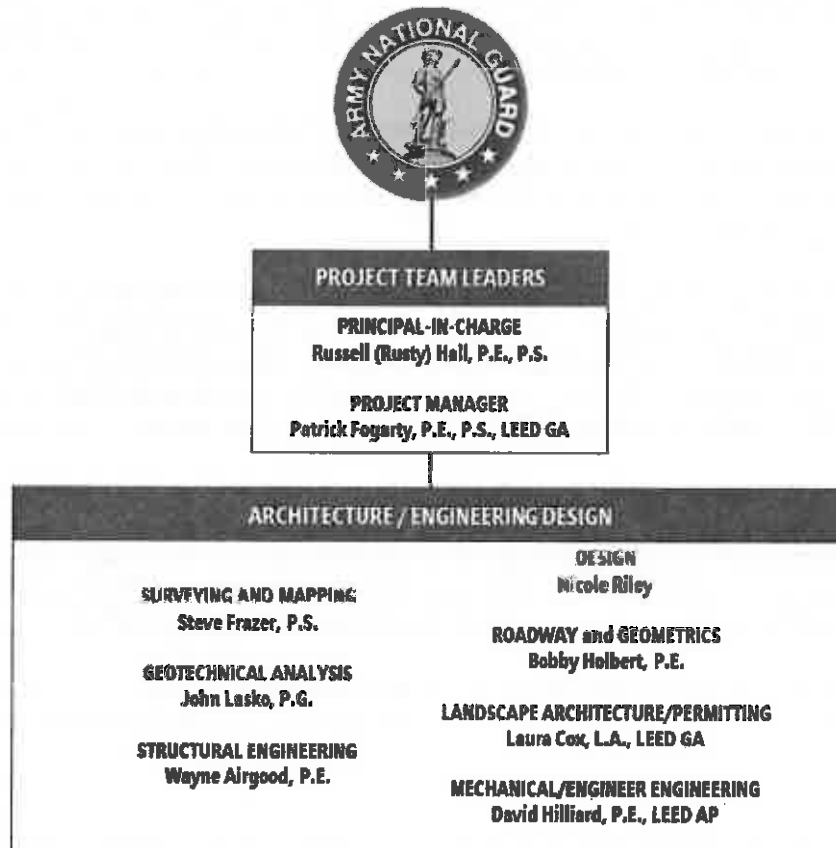 ARMY NATIONAL GUARD
PROJECT TEAM LEADERS
PRINCIPAL-IN-CHARGE
Russell (Rusty) Hall, P.E., P.S.
PROJECT MANAGER
Patrick Fogarty, P.E., P.S., LEED GA
ARCHITECTURE / ENGINEERING DESIGN
SURVEYING AND MAPPING
Steve Frazer, P.S.
GEOTECHNICAL ANALYSIS
John Lasko, P.G.
STRUCTURAL ENGINEERING
Wayne Airgood, P.E.
DESIGN
Nicole Riley
ROADWAY and GEOMETRICS
Bobby Holbert, P.E.
LANDSCAPE ARCHITECTURE/PERMITTING
Laura Cox, L.A., LEED GA
MECHANICAL/ENGINEER ENGINEERING
David Hilliard, P.E., LEED AP